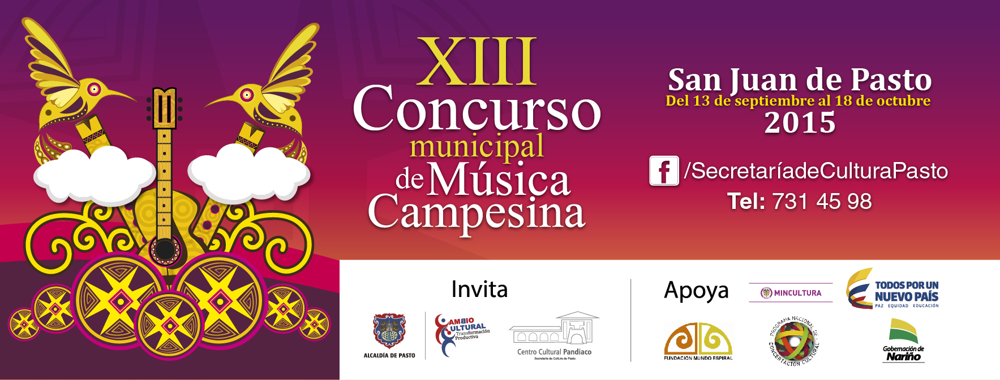 XIII
Concurso
municipal
de Música
Campesina
San Juan de Pasto
Del 13 de septiembre al 18 de octubre
2015
f /SecretaríadeCulturaPasto
Tel: 731 45 98
Invita
ALCALDÍA DE PASTO
CAMBIO
CULTURAL
Transformación
Productiva
Centro Cultural Pandiaco
Secretaría de Cultura de Pasto
Apoya
MINCULTURA
TODOS POR UN
NUEVO PAÍS
PAZ EQUIDAD EDUCACIÓN
FUNDACIÓN MUNDO ESPIRAL
PROGRAMA NACIONAL DE
CONCERTACIÓN CULTURAL
Gobernación de
Nariño